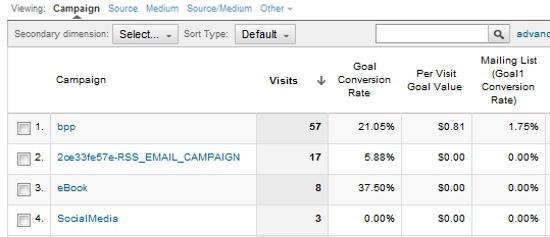 Viewing: Campaign Source Medium Source/Medium Other
Secondary dimension: Select... Sort Type: Default advanc
Campaign Visits Goal Conversion Rate Per Visit Goal Value Mailing List (Goal1 Conversion Rate)
1. bpp 57 21.05% $0.81 1.75%
2. 2ce33fe57e-RSS_EMAIL_CAMPAIGN 17 5.88% $0.00 0.00%
3. eBook 8 37.50% $0.00 0.00%
4. SocialMedia 3 0.00% $0.00 0.00%